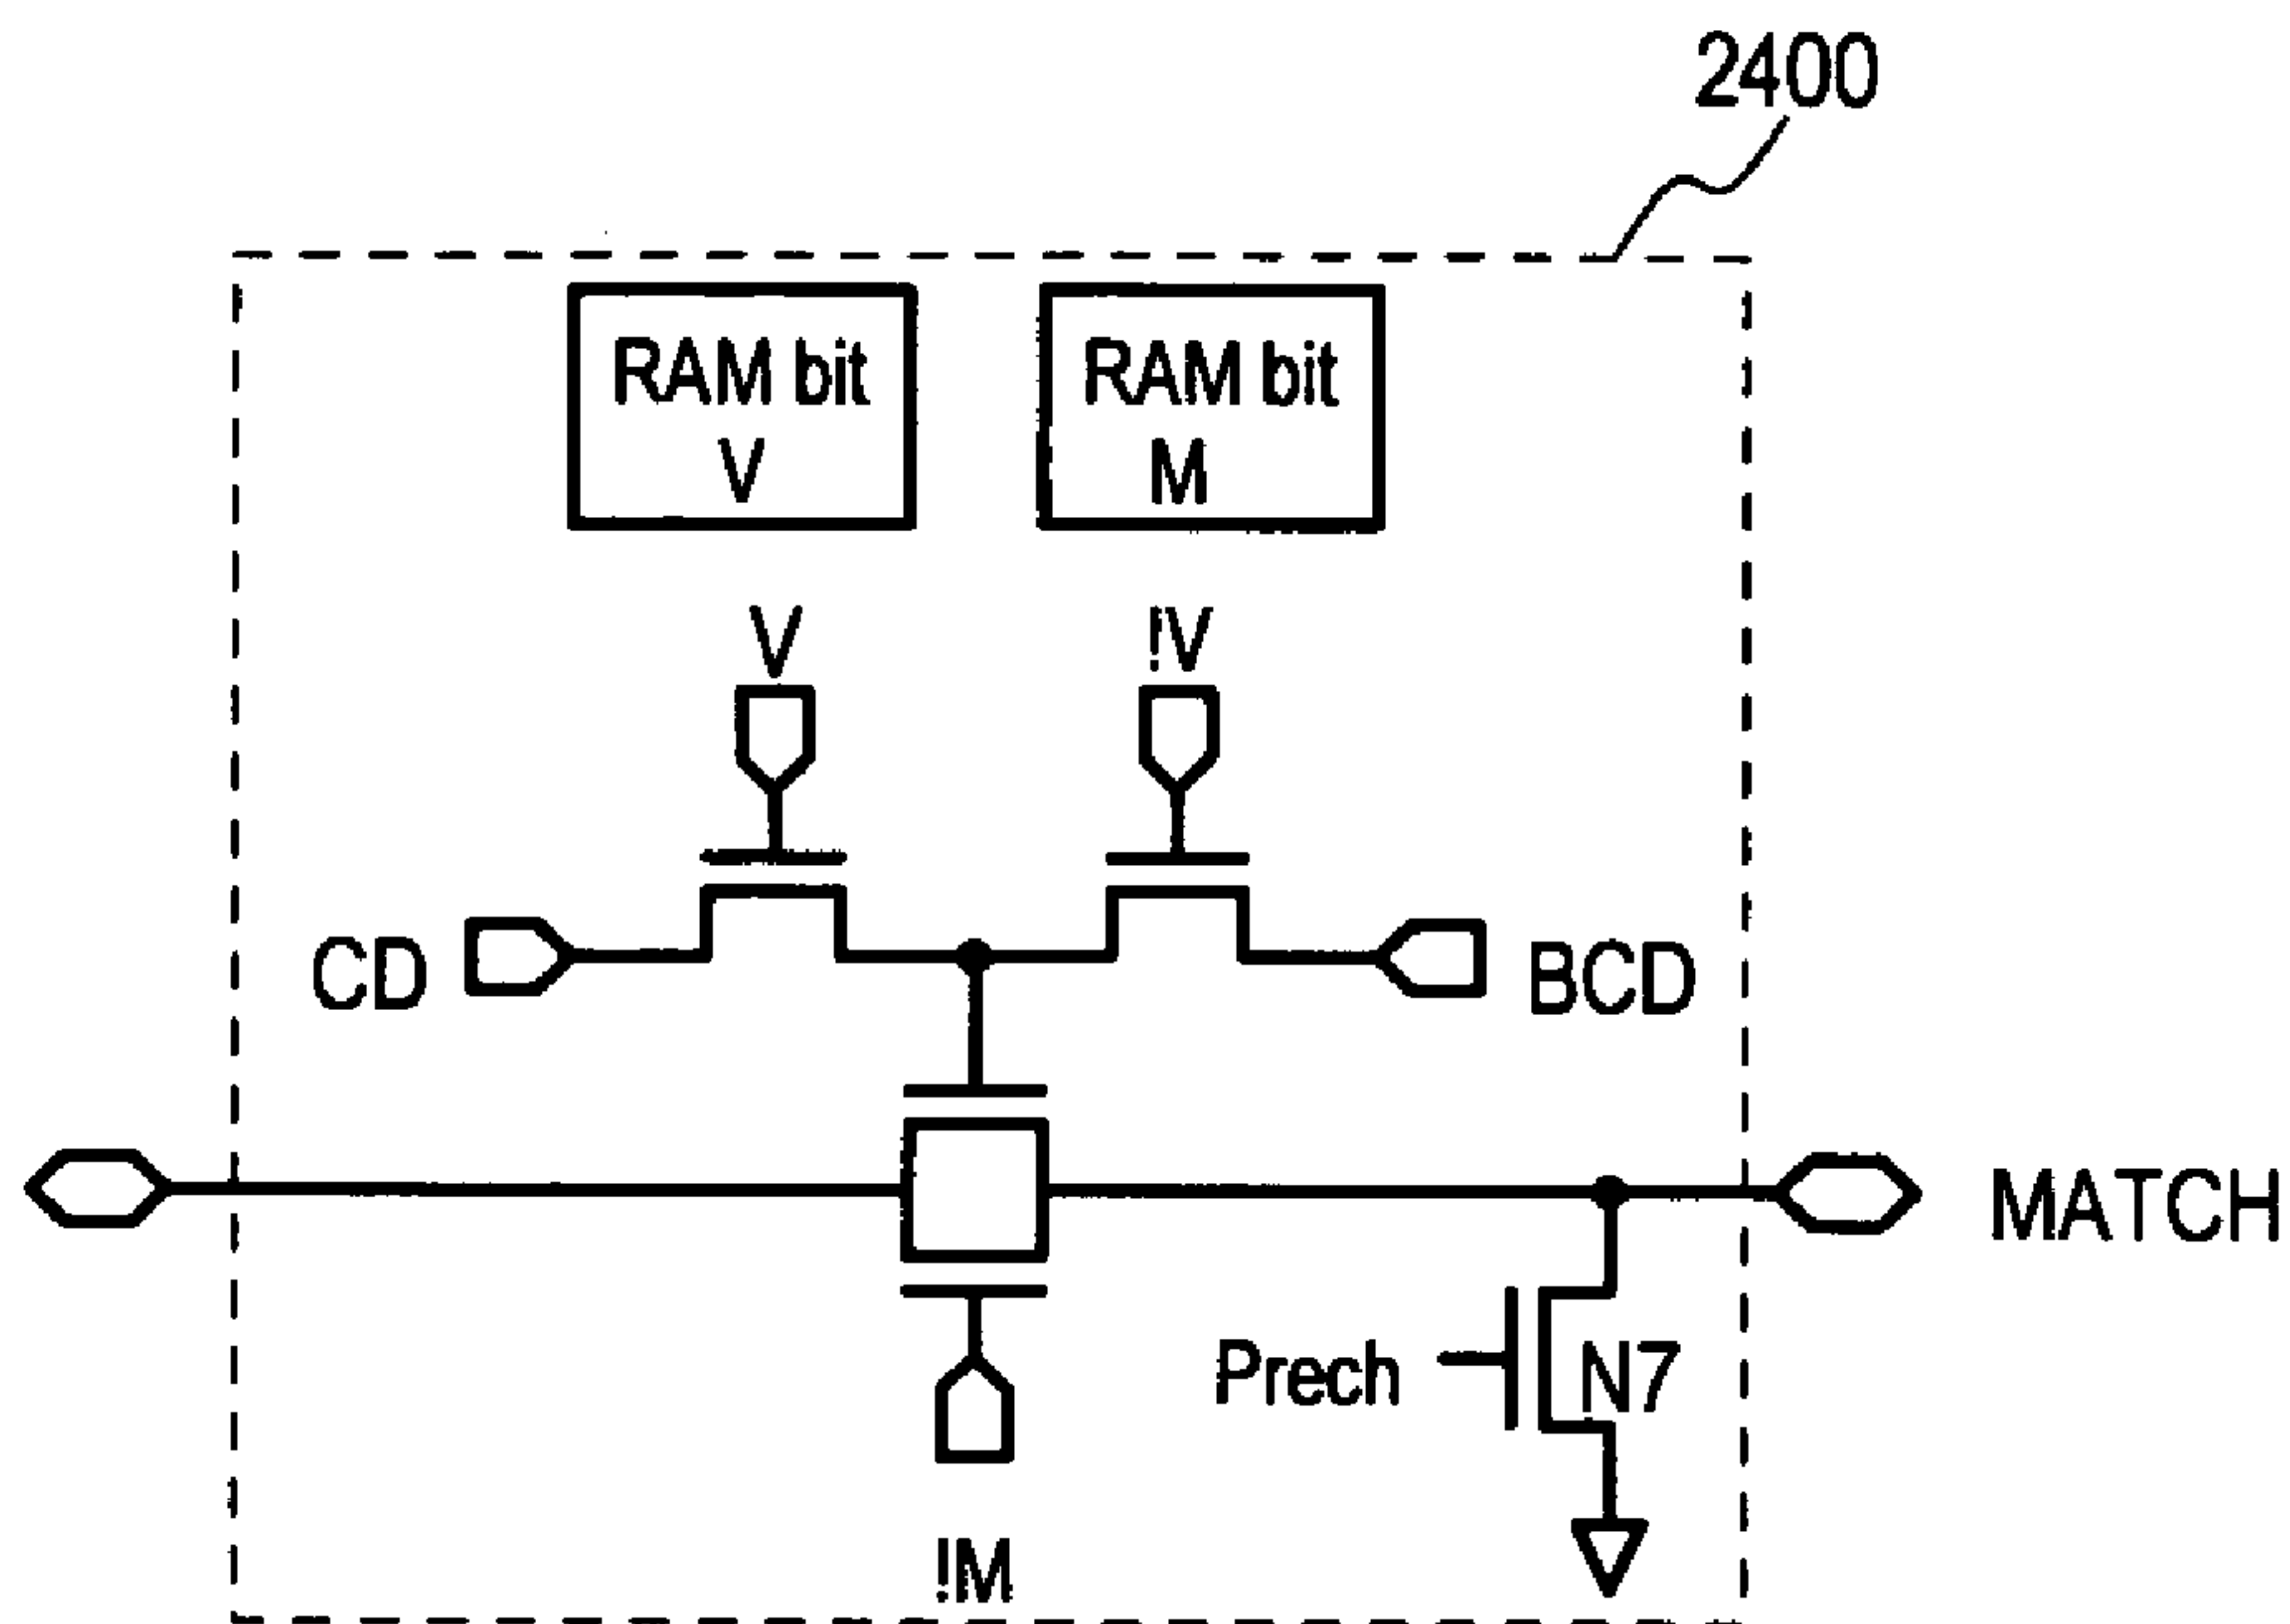 2400
RAM bit
V
RAM bit
M
V
!V
CD
BCD
MATCH
Prech
N7
!M